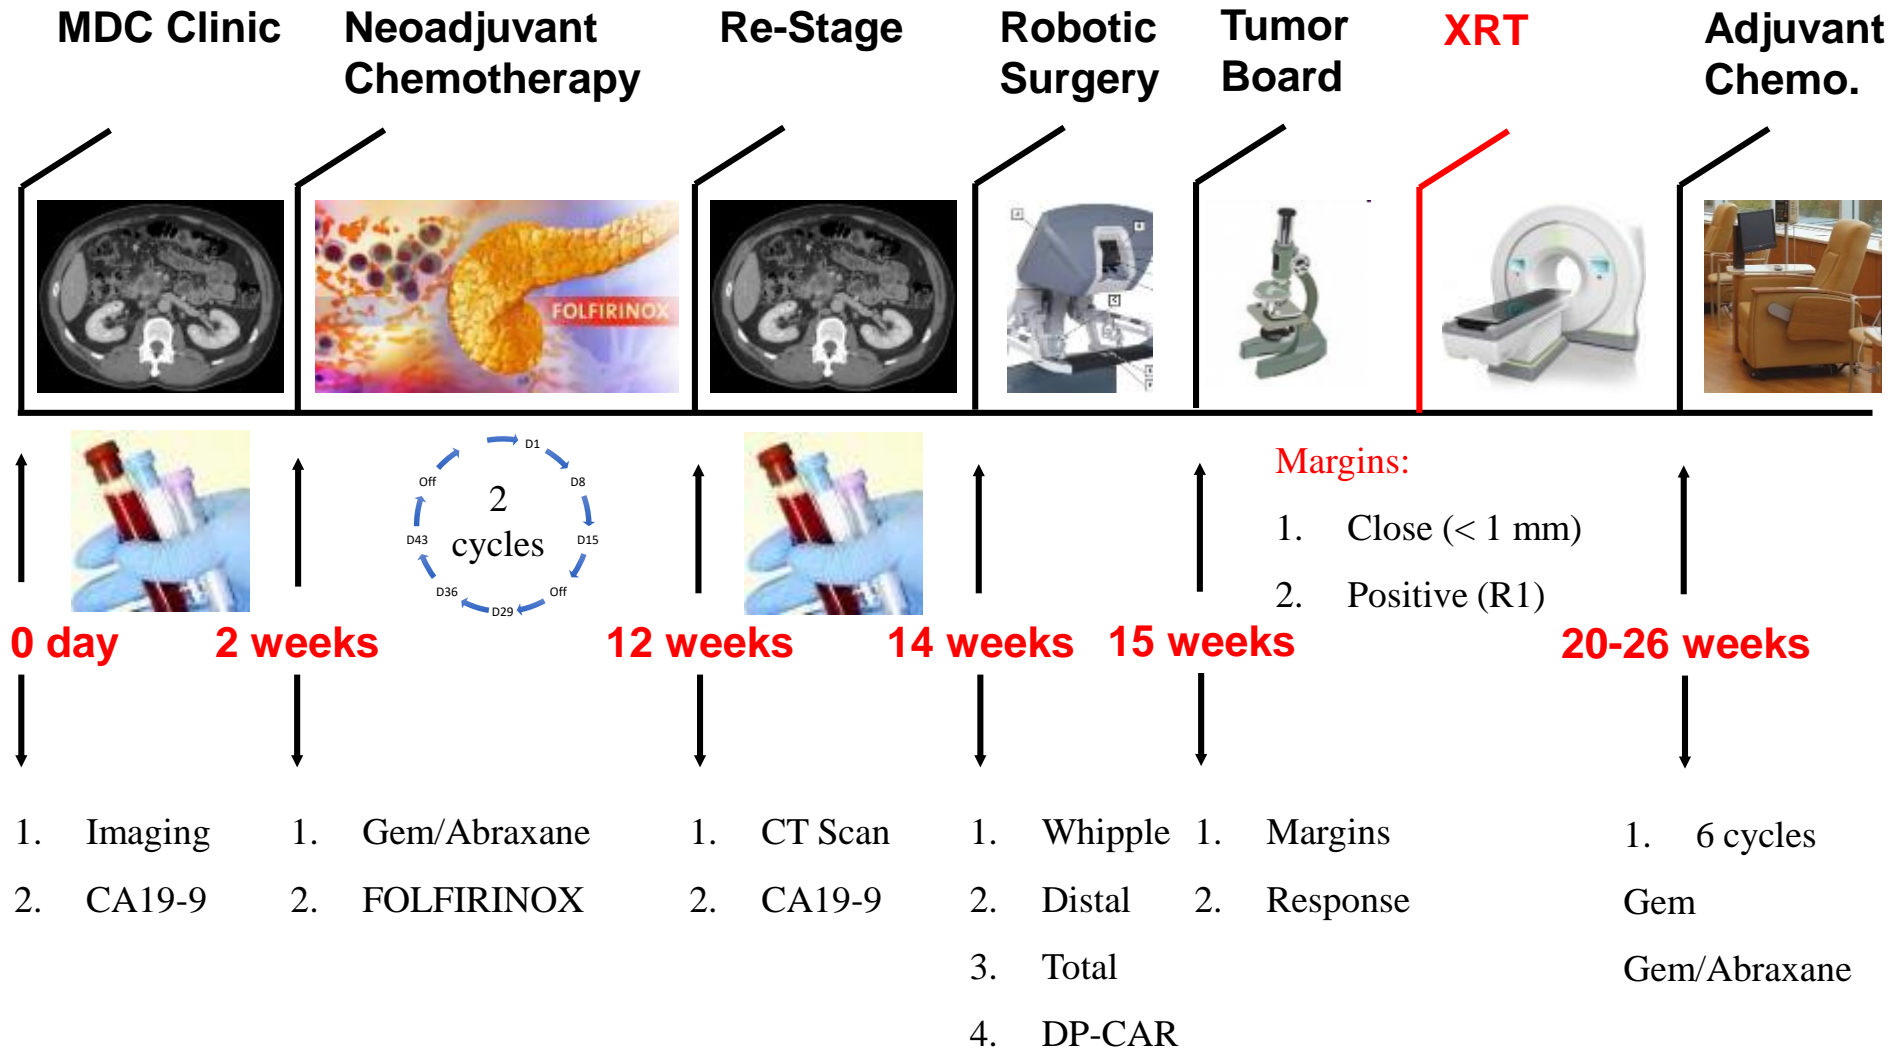 MDC Clinic
Neoadjuvant
Chemotherapy
Re-Stage
Robotic
Surgery
Tumor
Board
XRT
Adjuvant
Chemo.
FOLFIRINOX
D1
D8
D15
Off
D29
D36
D43
Off
2
cycles
Margins:
1. Close (< 1 mm)
2. Positive (R1)
0 day
2 weeks
12 weeks
14 weeks
15 weeks
20-26 weeks
1. Imaging
2. CA19-9
1. Gem/Abraxane
2. FOLFIRINOX
1. CT Scan
2. CA19-9
1. Whipple
2. Distal
3. Total
4. DP-CAR
1. Margins
2. Response
1. 6 cycles
Gem
Gem/Abraxane